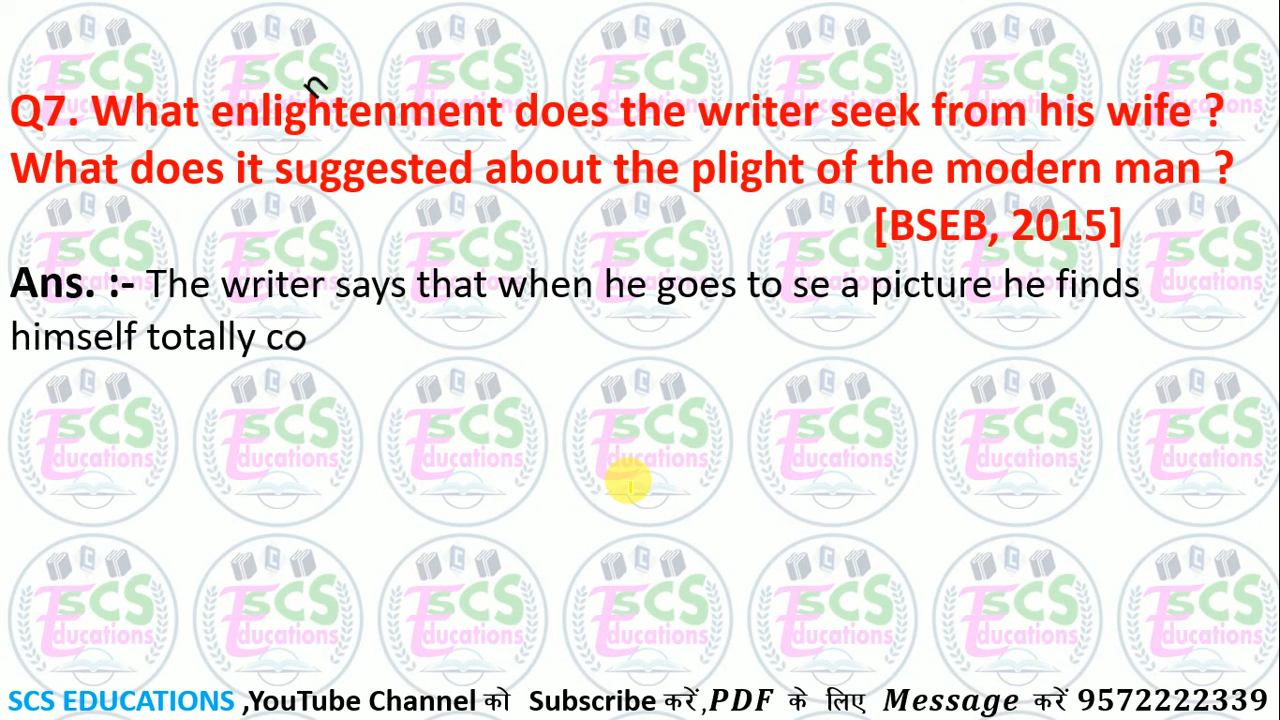 Q7. What enlightenment does the writer seek from his wife ?
What does it suggested about the plight of the modern man ?
[BSEB, 2015]
Ans. :- The writer says that when he goes to se a picture he finds
himself totally co
n
SCS EDUCATIONS ,YouTube Channel को Subscribe करें,PDF के लिए Message करें 9572222339